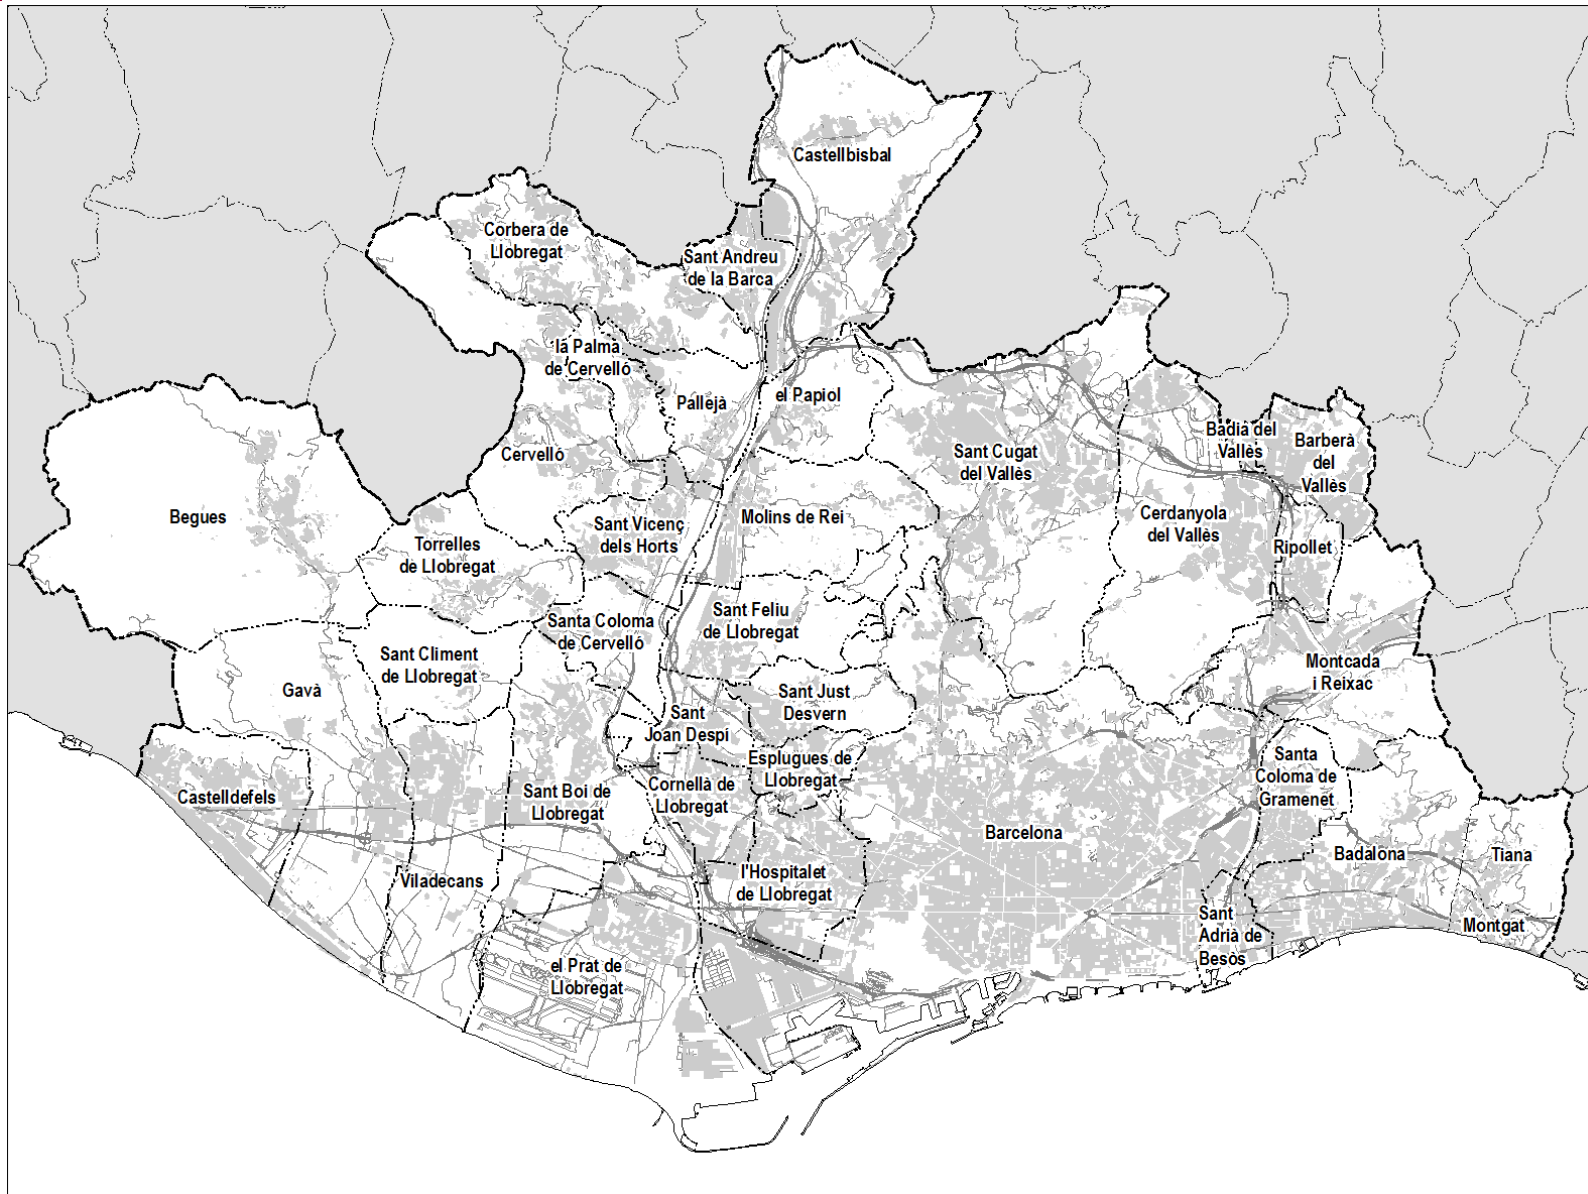 Castellbisbal
Corbera de
Llobregat
Sant Andreu
de la Barca
la Palma
de Cervelló
Pallejà
el Papiol
Cervelló
Sant Cugat
del Vallès
Badia del
Vallès
Barberà
del
Vallès
Begues
Torrelles
de Llobregat
Sant Vicenç
dels Horts
Molins de Rei
Cerdanyola
del Vallès
Ripollet
Santa Coloma
de Cervelló
Sant Feliu
de Llobregat
Sant Climent
de Llobregat
Gavà
Sant Just
Desvern
Montcada
i Reixac
Sant
Joan Despí
Castelldefels
Sant Boi de
Llobregat
Cornellà de
Llobregat
Esplugues de
Llobregat
Santa
Coloma de
Gramenet
Barcelona
Badalona
Tiana
Viladecans
l'Hospitalet
de Llobregat
Sant
Adrià de
Besòs
Montgat
el Prat de
Llobregat